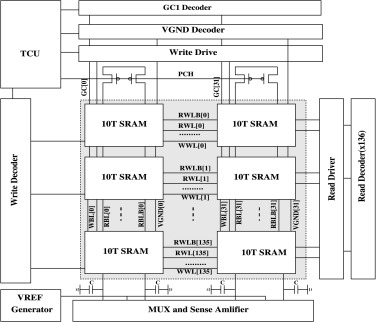 GC1 Decoder
TCU
VGND Decoder
Write Drive
PCH
GC[0]
GC[31]
10T SRAM
RWLB[0]
RWL[0]
.........
WWL[0]
10T SRAM
Write Decoder
10T SRAM
RWLB[1]
RWL[1]
.........
WWL[1]
10T SRAM
Read Driver
Read Decoder(x136)
WBL[0]
RBL[0]
RBLB[0]
VGND[0]
WBL[31]
RBL[31]
RBLB[31]
VGND[31]
10T SRAM
RWLB[135]
RWL[135]
.........
WWL[135]
10T SRAM
C
C
C
C
VREF
Generator
MUX and Sense Amlifier